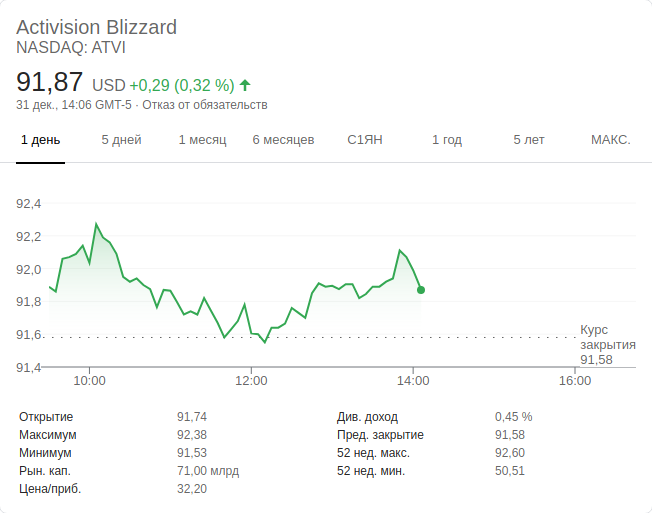 Activision Blizzard
NASDAQ: ATVI
91,87 USD +0,29 (0,32 %)
31 дек., 14:06 GMT-5 · Отказ от обязательств
1 день 5 дней 1 месяц 6 месяцев С1ЯН 1 год 5 лет МАКС.
92,4
92,2
92,0
91,8
91,6
91,4
Курс
закрытия
91,58
10:00 12:00 14:00 16:00
Открытие 91,74 Див. доход 0,45 %
Максимум 92,38 Пред. закрытие 91,58
Минимум 91,53 52 нед. макс. 92,60
Рын. кап. 71,00 млрд 52 нед. мин. 50,51
Цена/приб. 32,20